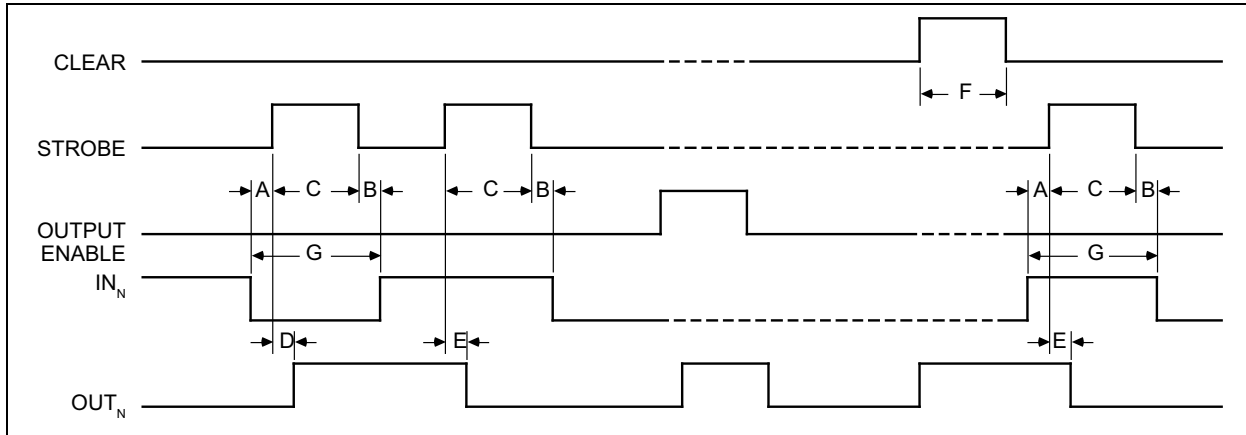 CLEAR
F
STROBE
A C B C B A C B
OUTPUT
ENABLE
G G
IN_N
D E E
OUT_N